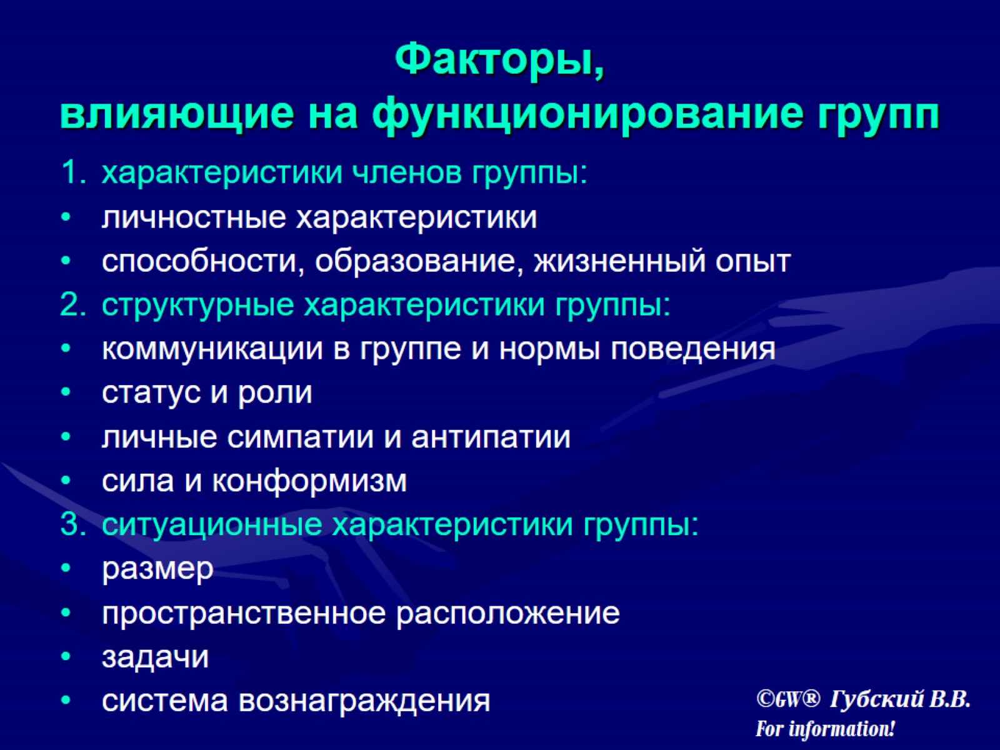 Факторы,
влияющие на функционирование групп
1. характеристики членов группы:
• личностные характеристики
• способности, образование, жизненный опыт
2. структурные характеристики группы:
• коммуникации в группе и нормы поведения
• статус и роли
• личные симпатии и антипатии
• сила и конформизм
3. ситуационные характеристики группы:
• размер
• пространственное расположение
• задачи
• система вознаграждения
©GW® Губский В.В.
For information!